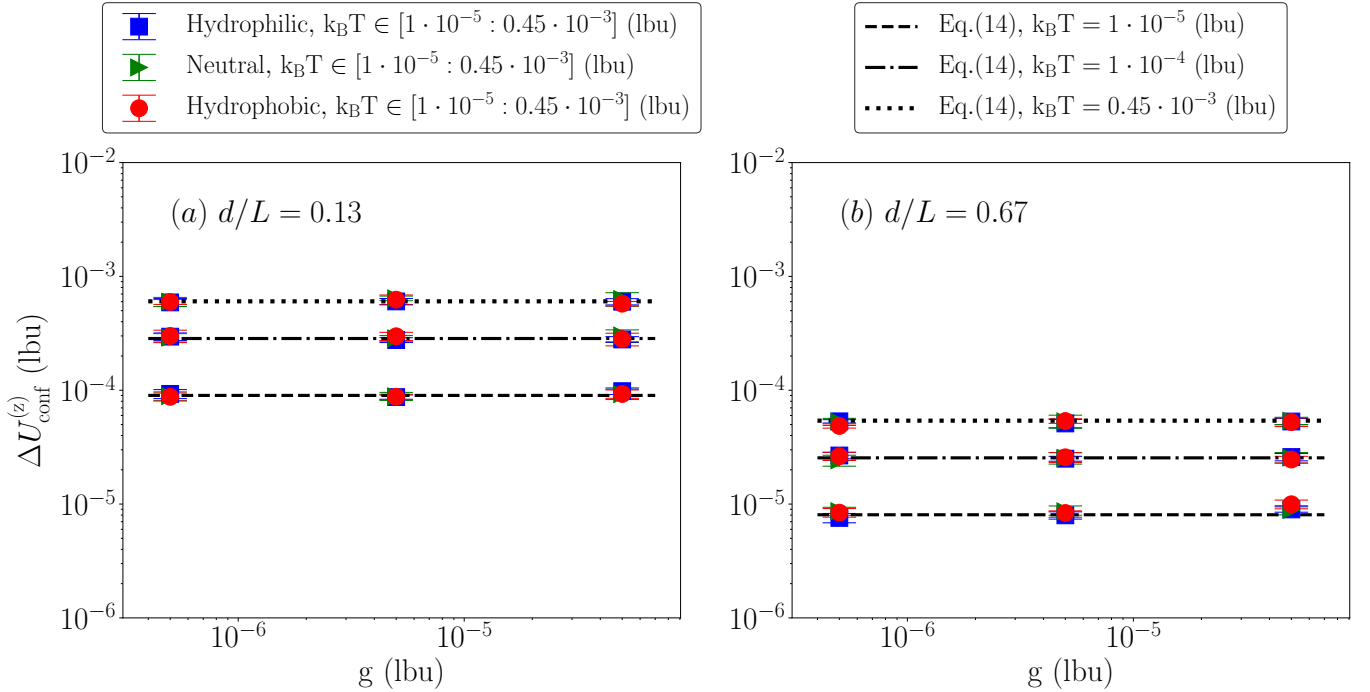 Hydrophilic, k_BT ∈ [1 · 10⁻⁵ : 0.45 · 10⁻³] (lbu)
Neutral, k_BT ∈ [1 · 10⁻⁵ : 0.45 · 10⁻³] (lbu)
Hydrophobic, k_BT ∈ [1 · 10⁻⁵ : 0.45 · 10⁻³] (lbu)
Eq.(14), k_BT = 1 · 10⁻⁵ (lbu)
Eq.(14), k_BT = 1 · 10⁻⁴ (lbu)
Eq.(14), k_BT = 0.45 · 10⁻³ (lbu)
ΔU_conf^(z) (lbu)
10⁻²
10⁻³
10⁻⁴
10⁻⁵
10⁻⁶
(a) d/L = 0.13
10⁻⁶ 10⁻⁵
g (lbu)
10⁻²
10⁻³
10⁻⁴
10⁻⁵
10⁻⁶
(b) d/L = 0.67
10⁻⁶ 10⁻⁵
g (lbu)